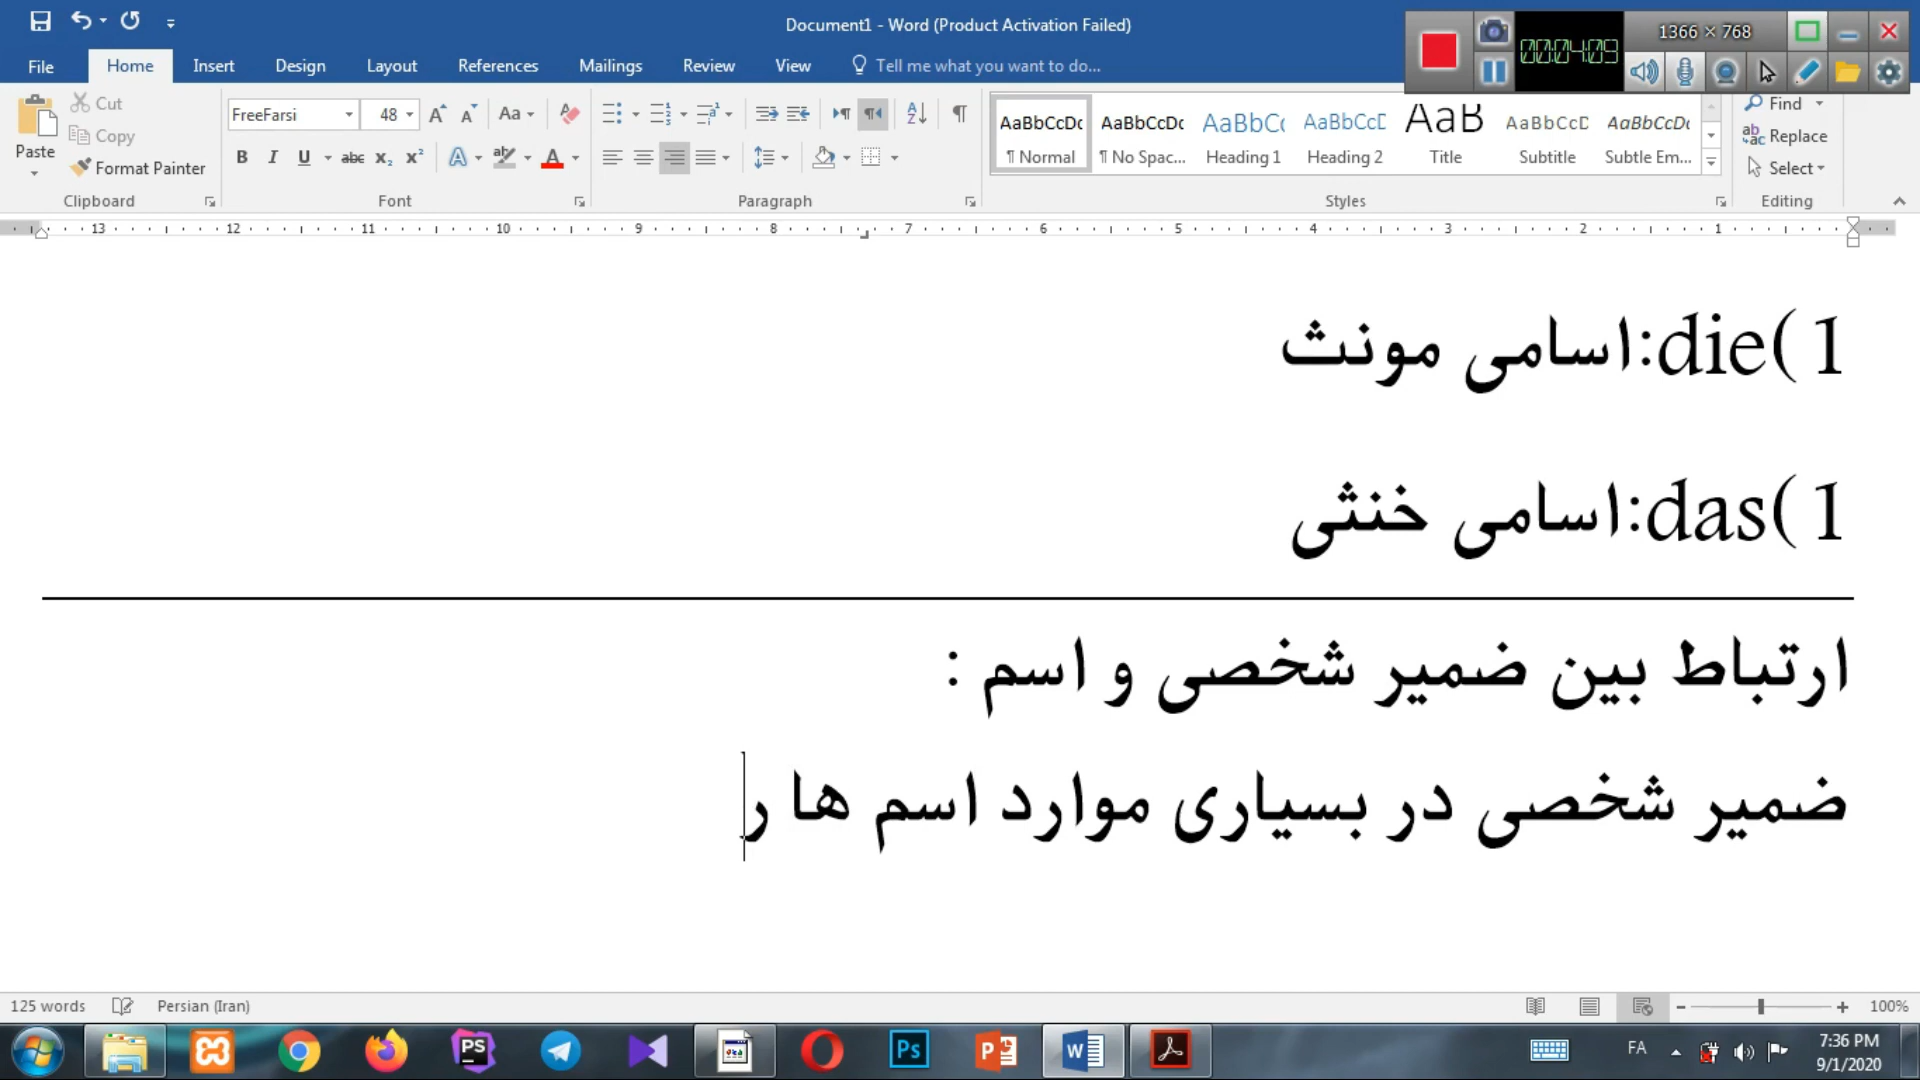 Document1 - Word (Product Activation Failed)
1366 × 768
00:04:09
File Home Insert Design Layout References Mailings Review View Tell me what you want to do...
Paste
Cut
Copy
Format Painter
Clipboard
FreeFarsi 48
Font
Paragraph
AaBbCcDc AaBbCcDc AaBbCc AaBbCcD AaB AaBbCcD AaBbCcDc
¶ Normal ¶ No Spac... Heading 1 Heading 2 Title Subtitle Subtle Em...
Styles
Find
Replace
Select
Editing
13 12 11 10 9 8 7 6 5 4 3 2 1
1)die:اسامی مونث
1)das:اسامی خنثی
ارتباط بین ضمیر شخصی و اسم :
ضمیر شخصی در بسیاری موارد اسم ها ر
125 words Persian (Iran) 100%
FA
7:36 PM
9/1/2020